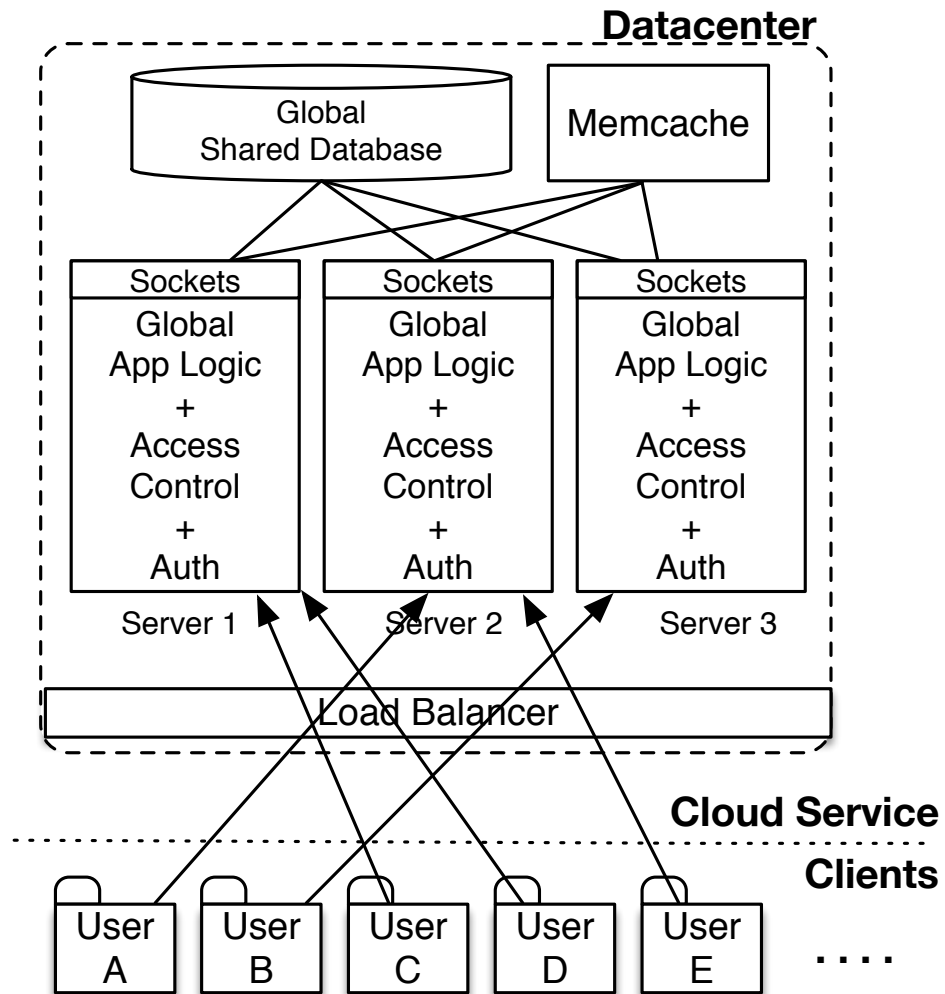 Datacenter
Global
Shared Database
Memcache
Sockets
Global
App Logic
+
Access
Control
+
Auth
Server 1
Sockets
Global
App Logic
+
Access
Control
+
Auth
Server 2
Sockets
Global
App Logic
+
Access
Control
+
Auth
Server 3
Load Balancer
Cloud Service
Clients
User
A
User
B
User
C
User
D
User
E
. . . .